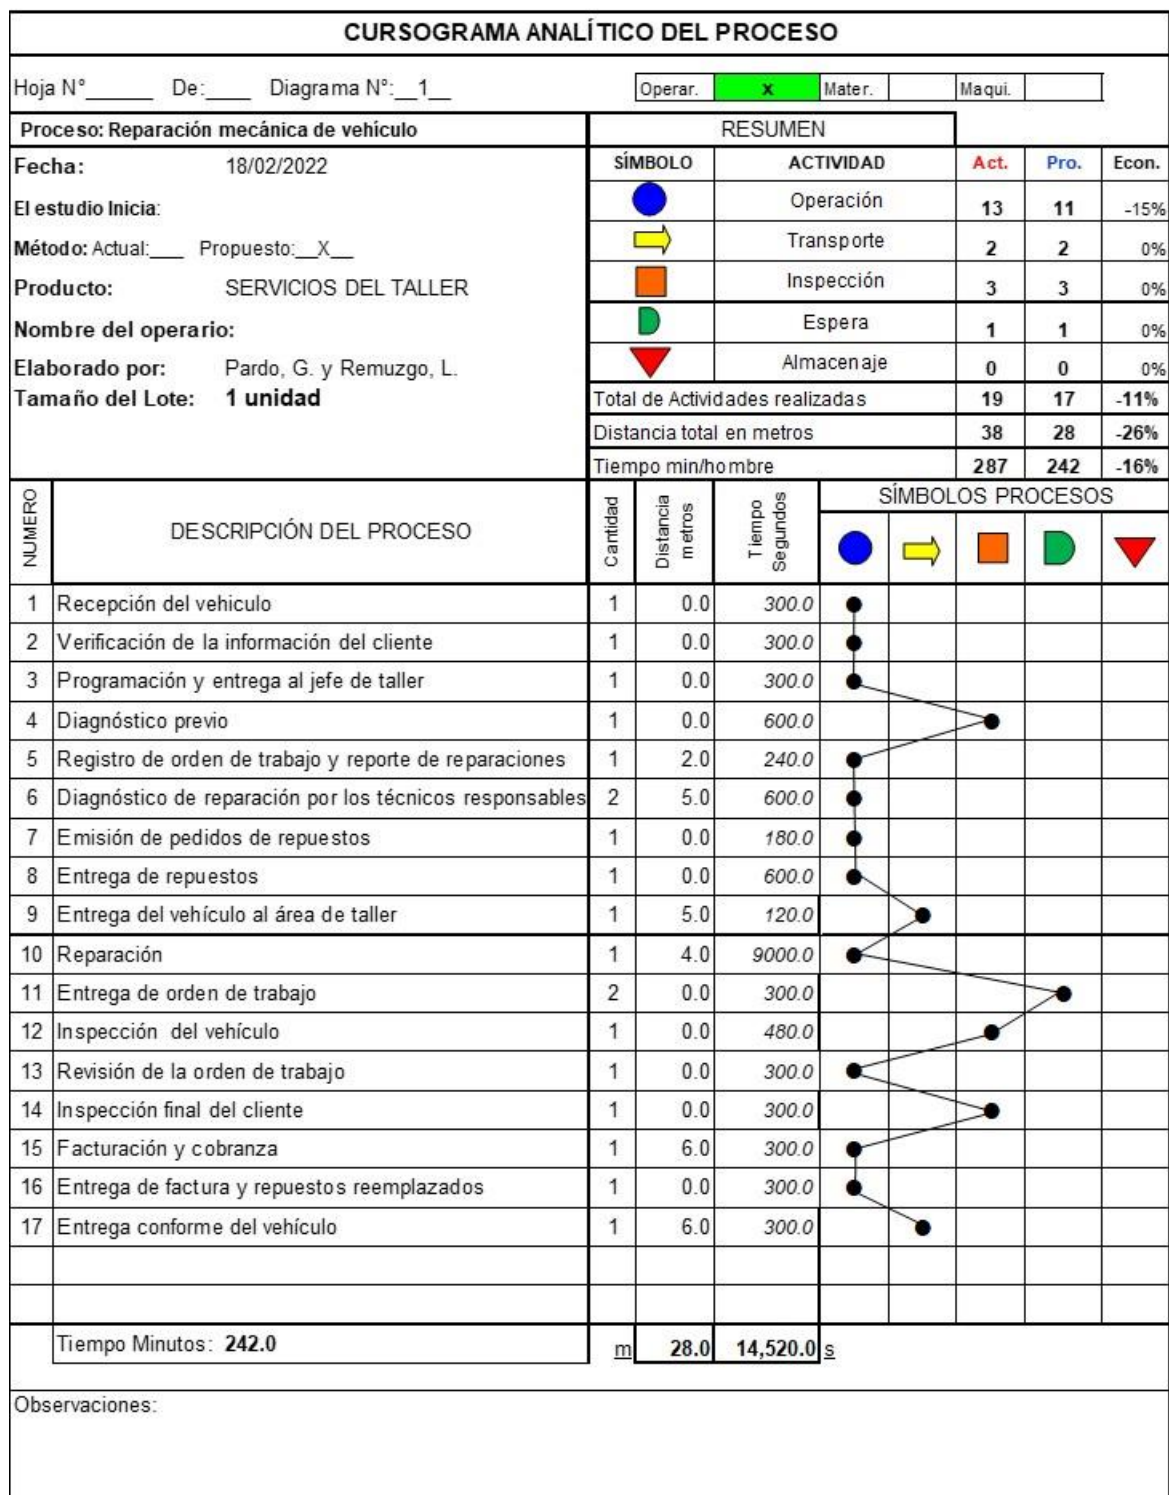 CURSOGRAMA ANALÍTICO DEL PROCESO
Hoja N°______ De:____ Diagrama N°:__1__ Operar. x Mater. Maqui.
Proceso: Reparación mecánica de vehículo
RESUMEN
Fecha: 18/02/2022
El estudio Inicia:
Método: Actual:___ Propuesto:__X__
Producto: SERVICIOS DEL TALLER
Nombre del operario:
Elaborado por: Pardo, G. y Remuzgo, L.
Tamaño del Lote: 1 unidad
SÍMBOLO ACTIVIDAD Act. Pro. Econ.
Operación 13 11 -15%
Transporte 2 2 0%
Inspección 3 3 0%
Espera 1 1 0%
Almacenaje 0 0 0%
Total de Actividades realizadas 19 17 -11%
Distancia total en metros 38 28 -26%
Tiempo min/hombre 287 242 -16%
NUMERO DESCRIPCIÓN DEL PROCESO Cantidad Distancia metros Tiempo Segundos SÍMBOLOS PROCESOS
1 Recepción del vehiculo 1 0.0 300.0
2 Verificación de la información del cliente 1 0.0 300.0
3 Programación y entrega al jefe de taller 1 0.0 300.0
4 Diagnóstico previo 1 0.0 600.0
5 Registro de orden de trabajo y reporte de reparaciones 1 2.0 240.0
6 Diagnóstico de reparación por los técnicos responsables 2 5.0 600.0
7 Emisión de pedidos de repuestos 1 0.0 180.0
8 Entrega de repuestos 1 0.0 600.0
9 Entrega del vehículo al área de taller 1 5.0 120.0
10 Reparación 1 4.0 9000.0
11 Entrega de orden de trabajo 2 0.0 300.0
12 Inspección del vehículo 1 0.0 480.0
13 Revisión de la orden de trabajo 1 0.0 300.0
14 Inspección final del cliente 1 0.0 300.0
15 Facturación y cobranza 1 6.0 300.0
16 Entrega de factura y repuestos reemplazados 1 0.0 300.0
17 Entrega conforme del vehículo 1 6.0 300.0
Tiempo Minutos: 242.0 m 28.0 14,520.0 s
Observaciones: